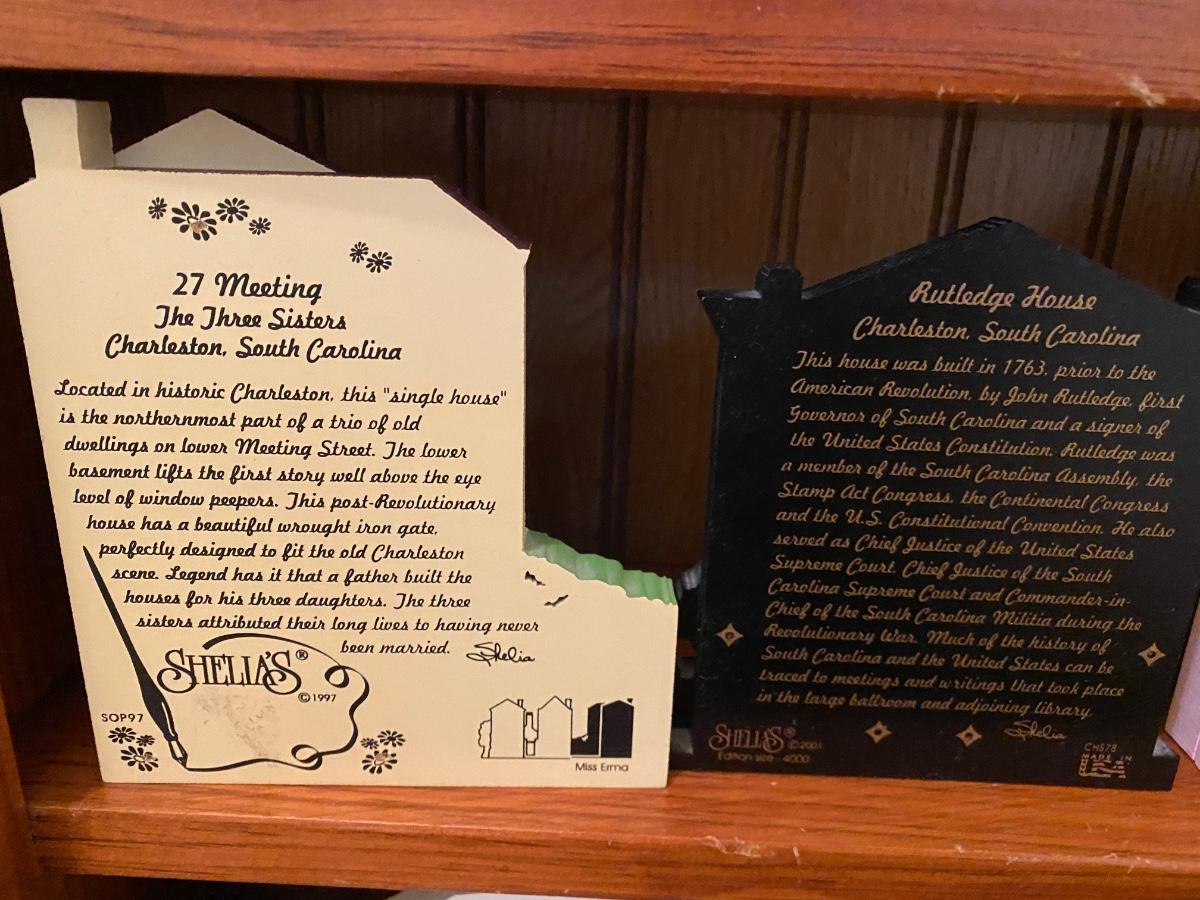 27 Meeting
The Three Sisters
Charleston, South Carolina
Located in historic Charleston, this "single house"
is the northernmost part of a trio of old
dwellings on lower Meeting Street. The lower
basement lifts the first story well above the eye
level of window peepers. This post-Revolutionary
house has a beautiful wrought iron gate,
perfectly designed to fit the old Charleston
scene. Legend has it that a father built the
houses for his three daughters. The three
sisters attributed their long lives to having never
been married. Shelia
SHELIA'S®
©1997
SOP97
Miss Erma
Rutledge House
Charleston, South Carolina
This house was built in 1763, prior to the
American Revolution, by John Rutledge, first
Governor of South Carolina and a signer of
the United States Constitution. Rutledge was
a member of the South Carolina Assembly, the
Stamp Act Congress, the Continental Congress
and the U.S. Constitutional Convention. He also
served as Chief Justice of the United States
Supreme Court, Chief Justice of the South
Carolina Supreme Court and Commander-in-
Chief of the South Carolina Militia during the
Revolutionary War. Much of the history of
South Carolina and the United States can be
traced to meetings and writings that took place
in the large ballroom and adjoining library.
Shelia
SHELIA'S® ©2001
Edition Size - 4000
CHS78
MADE IN